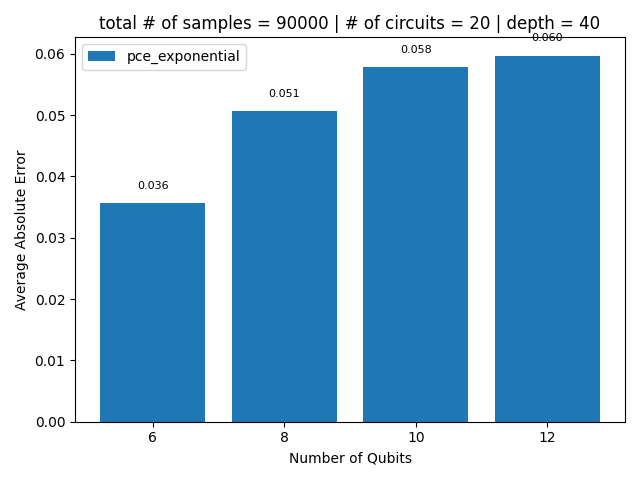 total # of samples = 90000 | # of circuits = 20 | depth = 40
pce_exponential
0.036
0.051
0.058
0.060
0.06
0.05
0.04
0.03
0.02
0.01
0.00
Average Absolute Error
6 8 10 12
Number of Qubits